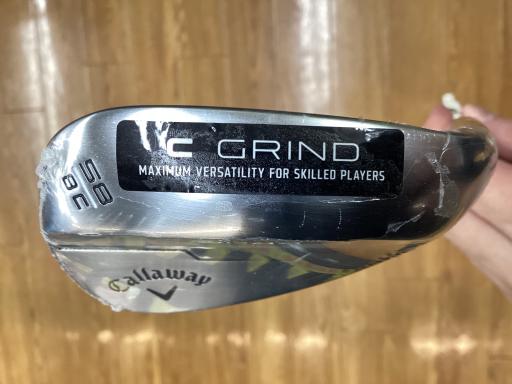 C GRIND
MAXIMUM VERSATILITY FOR SKILLED PLAYERS
58
8C
Callaway